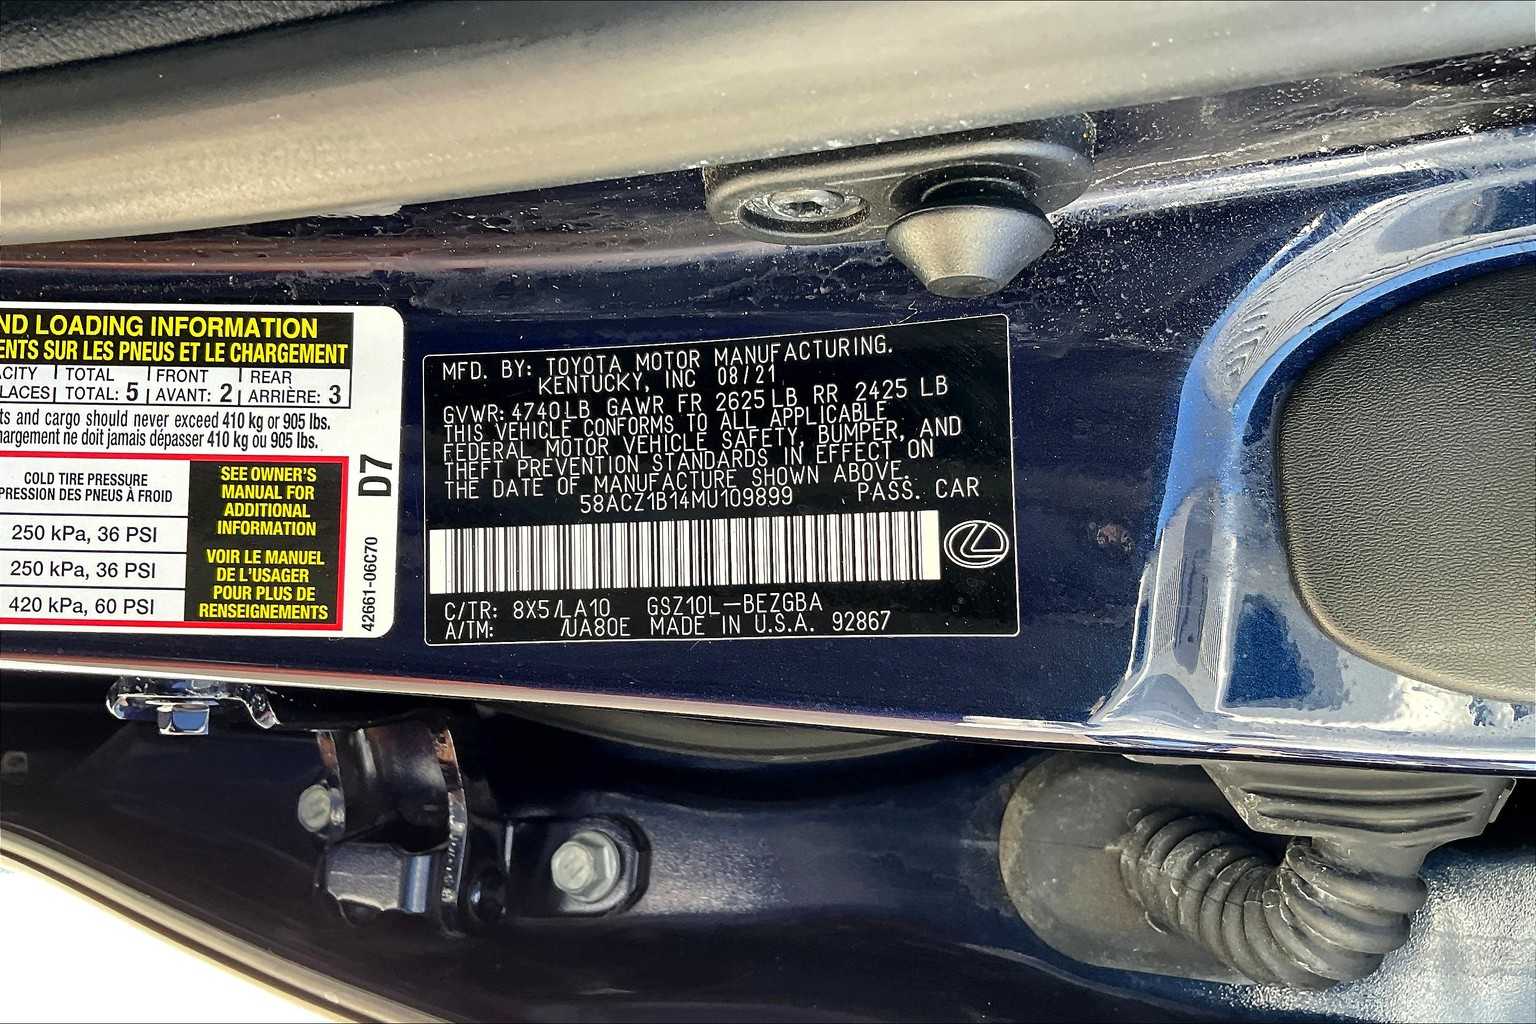 ND LOADING INFORMATION
ENTS SUR LES PNEUS ET LE CHARGEMENT
ACITY TOTAL FRONT REAR
LACES TOTAL: 5 AVANT: 2 ARRIÈRE: 3
ts and cargo should never exceed 410 kg or 905 lbs.
hargement ne doit jamais dépasser 410 kg ou 905 lbs.
COLD TIRE PRESSURE
PRESSION DES PNEUS À FROID
250 kPa, 36 PSI
250 kPa, 36 PSI
420 kPa, 60 PSI
SEE OWNER'S
MANUAL FOR
ADDITIONAL
INFORMATION
VOIR LE MANUEL
DE L'USAGER
POUR PLUS DE
RENSEIGNEMENTS
D7
42661-06C70
MFD. BY: TOYOTA MOTOR MANUFACTURING.
KENTUCKY, INC 08/21
GVWR: 4740LB GAWR FR 2625LB RR 2425 LB
THIS VEHICLE CONFORMS TO ALL APPLICABLE
FEDERAL MOTOR VEHICLE SAFETY, BUMPER, AND
THEFT PREVENTION STANDARDS IN EFFECT ON
THE DATE OF MANUFACTURE SHOWN ABOVE.
58ACZ1B14MU109899 PASS. CAR
C/TR: 8X5/LA10 GSZ10L-BEZGBA
A/TM: /UA80E MADE IN U.S.A. 92867